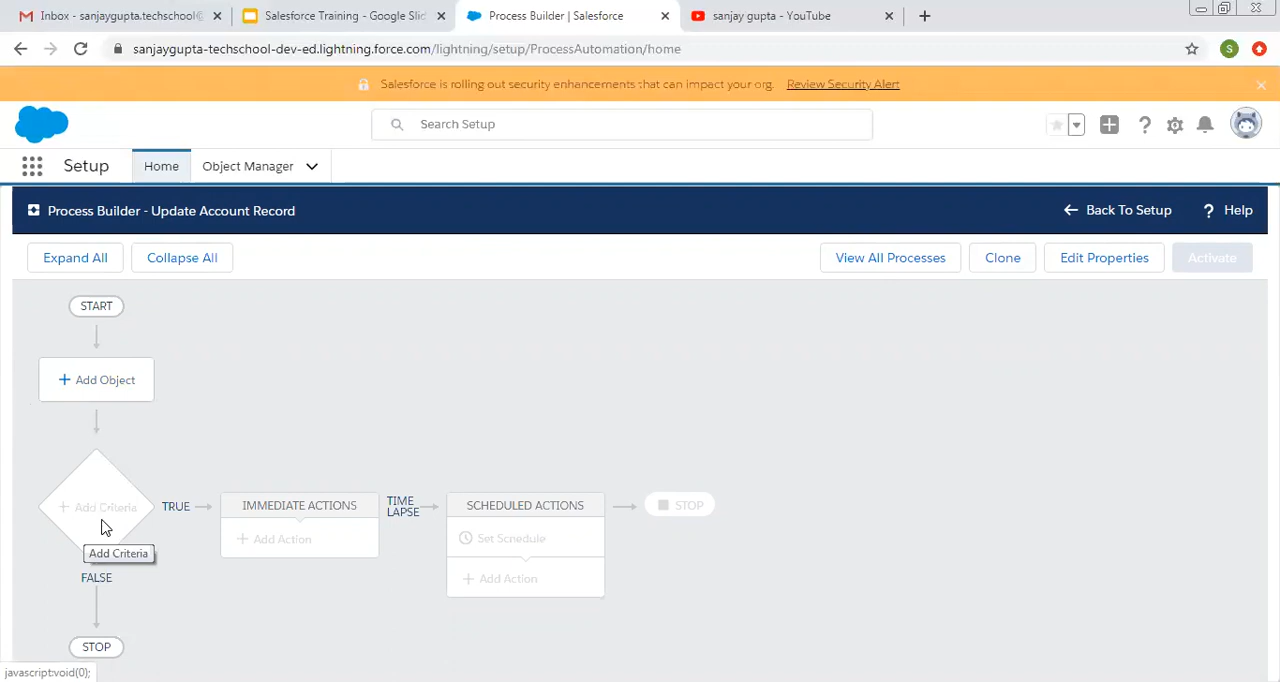 Inbox - sanjaygupta.techschool@
Salesforce Training - Google Slid
Process Builder | Salesforce
sanjay gupta - YouTube
sanjaygupta-techschool-dev-ed.lightning.force.com/lightning/setup/ProcessAutomation/home
S
Salesforce is rolling out security enhancements that can impact your org. Review Security Alert
Search Setup
Setup
Home
Object Manager
Process Builder - Update Account Record
Back To Setup
? Help
Expand All
Collapse All
View All Processes
Clone
Edit Properties
Activate
START
+ Add Object
+ Add Criteria
TRUE
IMMEDIATE ACTIONS
+ Add Action
TIME
LAPSE
SCHEDULED ACTIONS
Set Schedule
+ Add Action
STOP
Add Criteria
FALSE
STOP
javascript:void(0);